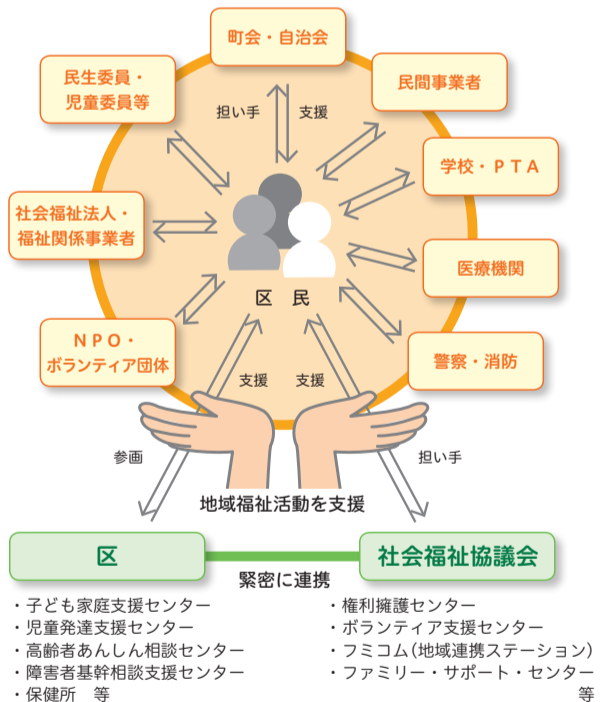 町会・自治会
民生委員・
児童委員等
民間事業者
担い手
支援
学校・ＰＴＡ
社会福祉法人・
福祉関係事業者
医療機関
区　民
ＮＰＯ・
ボランティア団体
警察・消防
支援
支援
参画
担い手
地域福祉活動を支援
区
社会福祉協議会
緊密に連携
・子ども家庭支援センター
・児童発達支援センター
・高齢者あんしん相談センター
・障害者基幹相談支援センター
・保健所　等
・権利擁護センター
・ボランティア支援センター
・フミコム（地域連携ステーション）
・ファミリー・サポート・センター
等